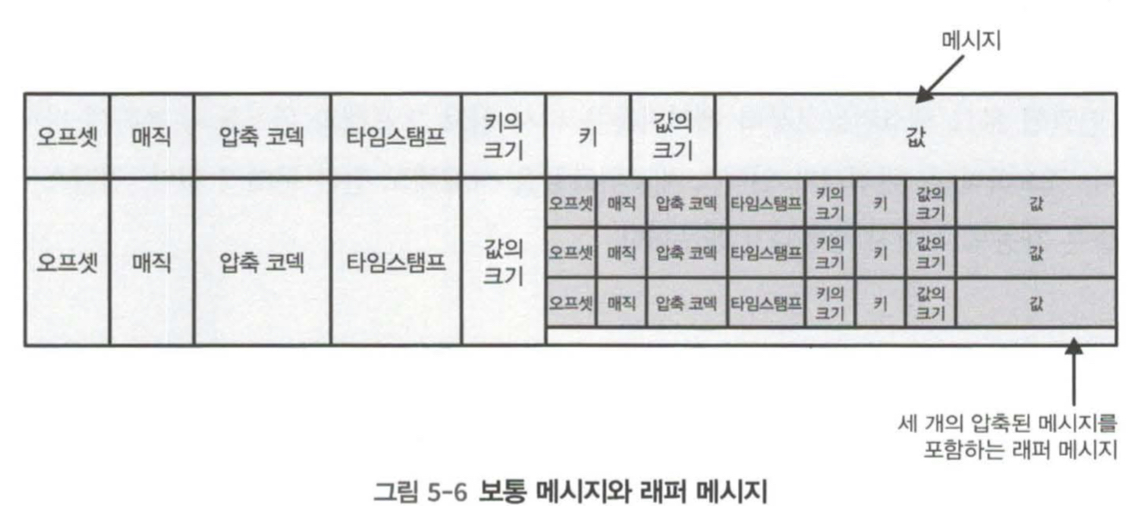 메시지
오프셋 매직 압축 코덱 타임스탬프 키의 크기 키 값의 크기 값
오프셋 매직 압축 코덱 타임스탬프 값의 크기
오프셋 매직 압축 코덱 타임스탬프 키의 크기 키 값의 크기 값
오프셋 매직 압축 코덱 타임스탬프 키의 크기 키 값의 크기 값
오프셋 매직 압축 코덱 타임스탬프 키의 크기 키 값의 크기 값
세 개의 압축된 메시지를
포함하는 래퍼 메시지
그림 5-6 보통 메시지와 래퍼 메시지